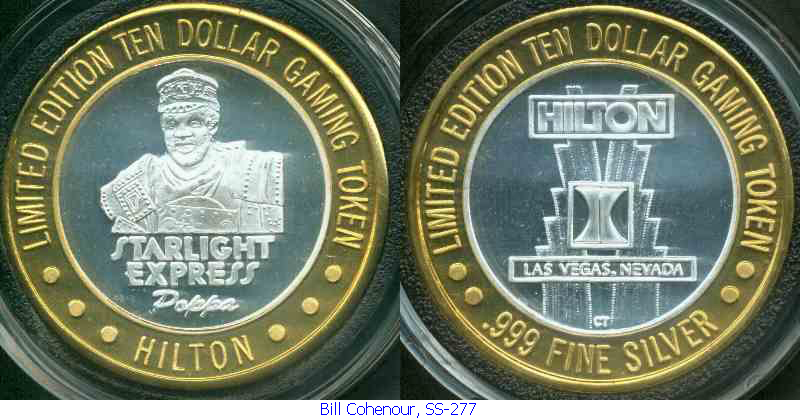 LIMITED EDITION TEN DOLLAR GAMING TOKEN
STARLIGHT
EXPRESS
Poppa
HILTON
LIMITED EDITION TEN DOLLAR GAMING TOKEN
HILTON
LAS VEGAS, NEVADA
CT
.999 FINE SILVER
Bill Cohenour, SS-277